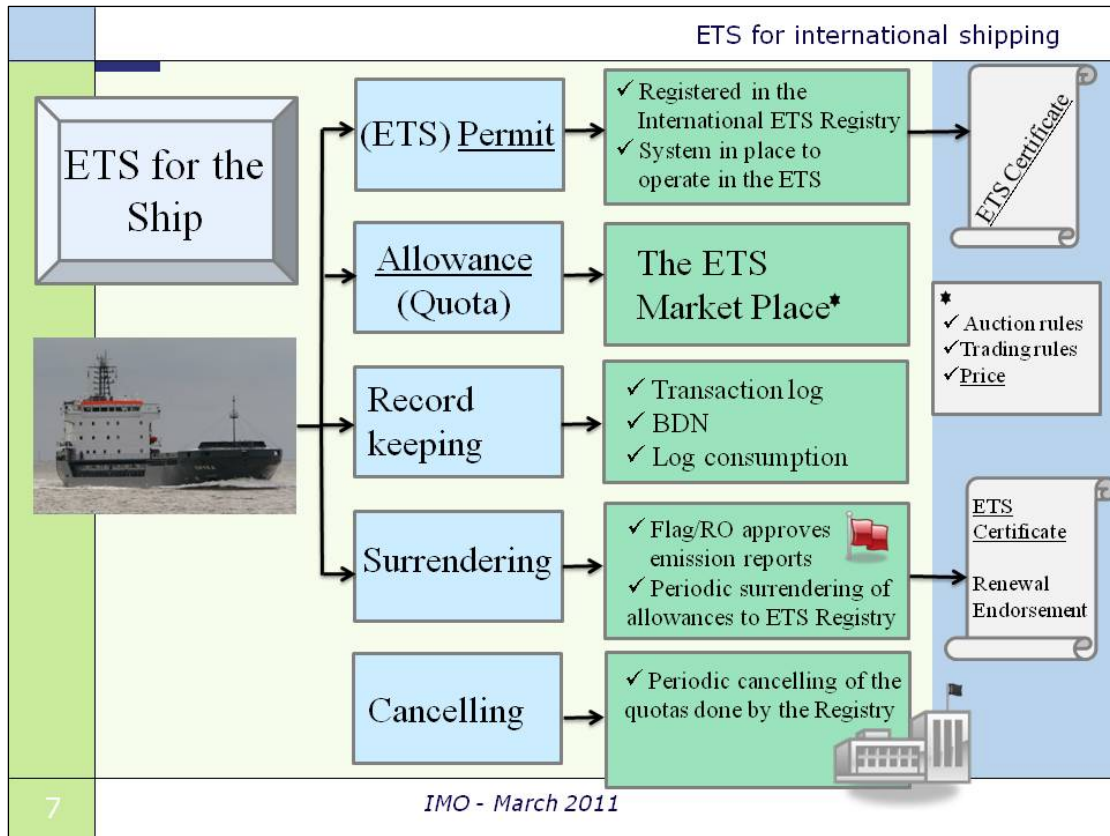 ETS for international shipping
ETS for the
Ship
(ETS) Permit
✓ Registered in the
International ETS Registry
✓ System in place to
operate in the ETS
ETS Certificate
Allowance
(Quota)
The ETS
Market Place*
*
✓ Auction rules
✓ Trading rules
✓ Price
Record
keeping
✓ Transaction log
✓ BDN
✓ Log consumption
Surrendering
✓ Flag/RO approves
emission reports
✓ Periodic surrendering of
allowances to ETS Registry
ETS
Certificate
Renewal
Endorsement
Cancelling
✓ Periodic cancelling of the
quotas done by the Registry
7
IMO - March 2011